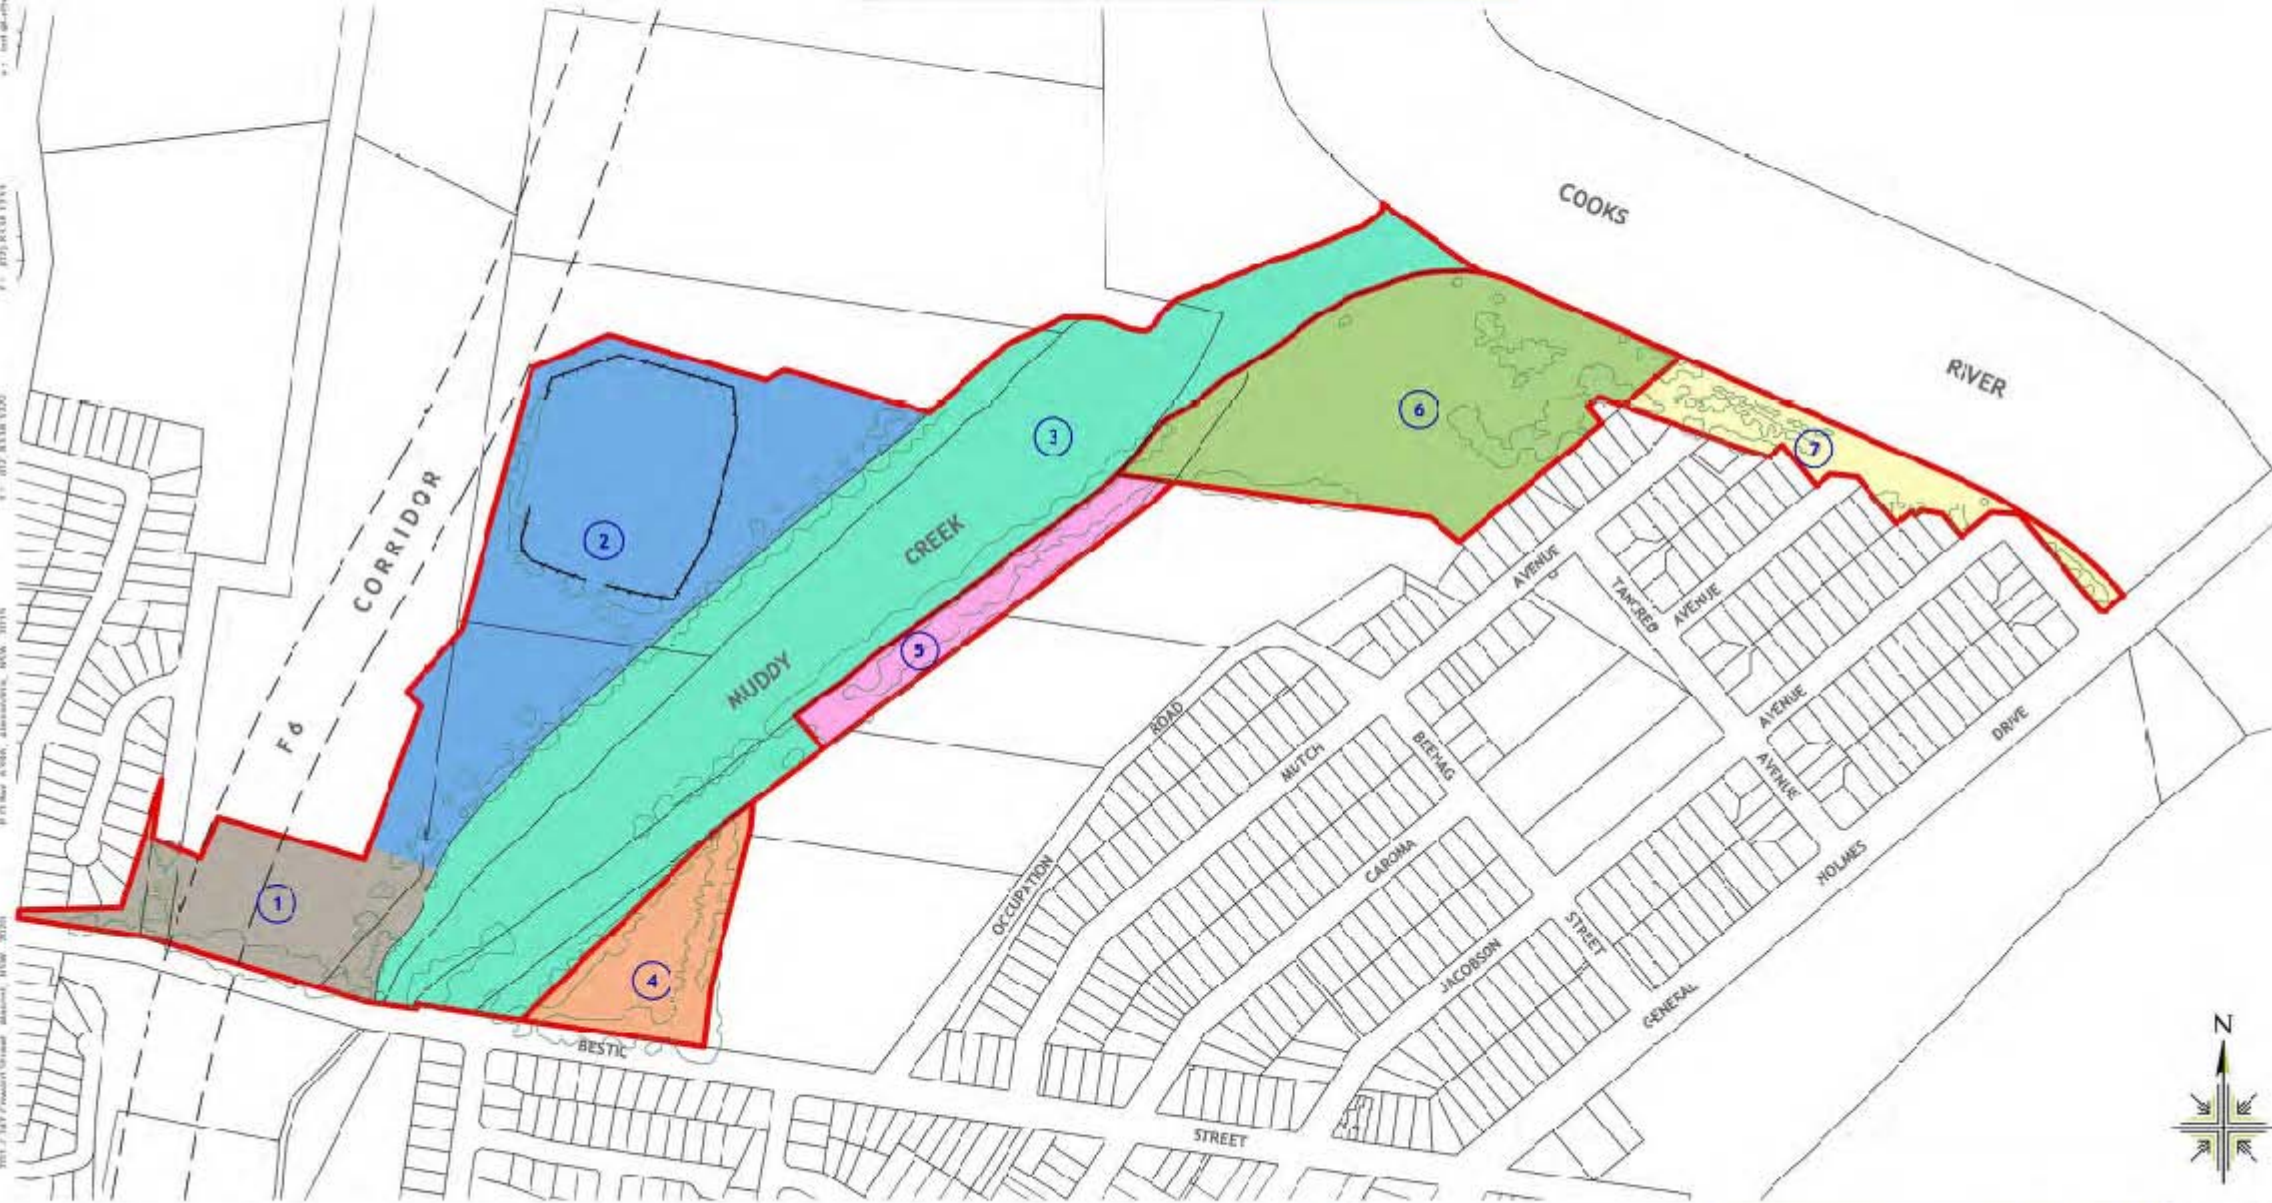 COOKS
RIVER
6
7
3
CORRIDOR
2
CREEK
AVENUE
TANCRED
AVENUE
5
MUDDY
F 6
ROAD
MUTCH
BEEHAG
AVENUE
AVENUE
DRIVE
CAROMA
HOLMES
OCCUPATION
1
4
JACOBSON
STREET
GENERAL
BESTIC
STREET
N